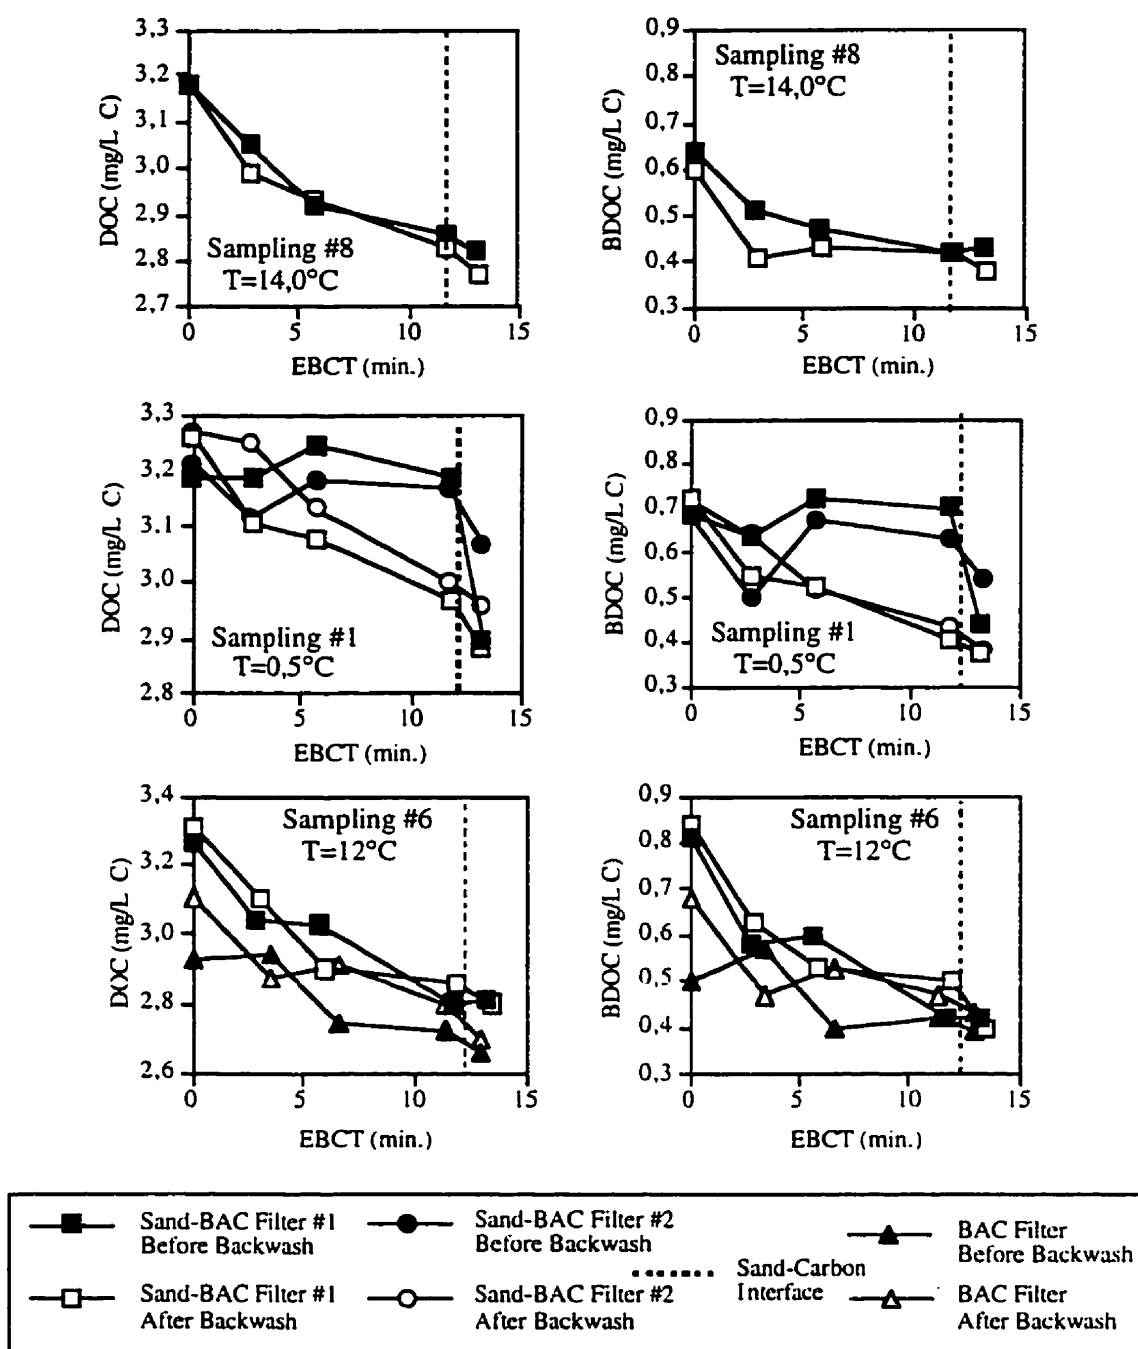 3,3
3,2
3,1
3,0
2,9
2,8
2,7
DOC (mg/L C)
Sampling #8
T=14,0°C
0
5
10
15
EBCT (min.)
0,9
0,8
0,7
0,6
0,5
0,4
0,3
BDOC (mg/L C)
Sampling #8
T=14,0°C
0
5
10
15
EBCT (min.)
3,3
3,2
3,1
3,0
2,9
2,8
DOC (mg/L C)
Sampling #1
T=0,5°C
0
5
10
15
EBCT (min.)
0,9
0,8
0,7
0,6
0,5
0,4
0,3
BDOC (mg/L C)
Sampling #1
T=0,5°C
0
5
10
15
EBCT (min.)
3,4
3,2
3,0
2,8
2,6
DOC (mg/L C)
Sampling #6
T=12°C
0
5
10
15
EBCT (min.)
0,9
0,8
0,7
0,6
0,5
0,4
0,3
BDOC (mg/L C)
Sampling #6
T=12°C
0
5
10
15
EBCT (min.)
Sand-BAC Filter #1
Before Backwash
Sand-BAC Filter #1
After Backwash
Sand-BAC Filter #2
Before Backwash
Sand-BAC Filter #2
After Backwash
Sand-Carbon
Interface
BAC Filter
Before Backwash
BAC Filter
After Backwash